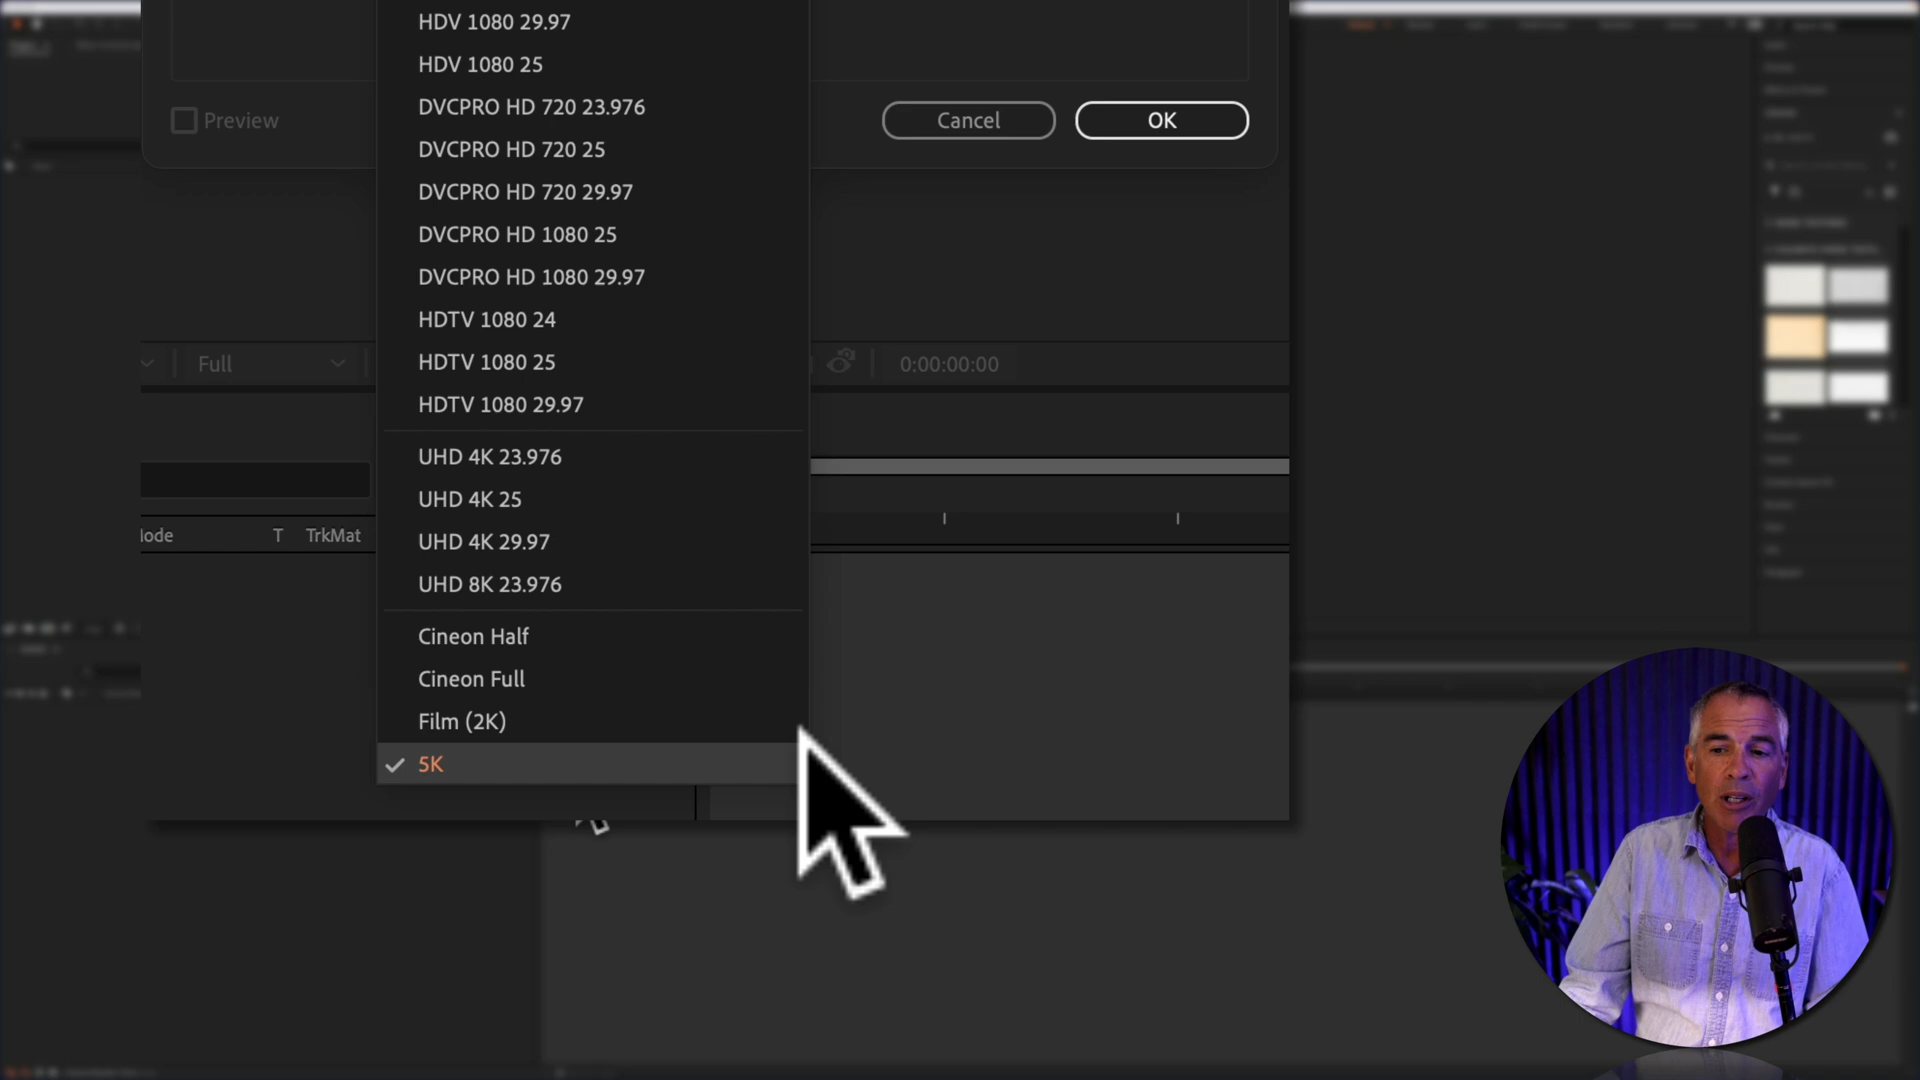 HDV 1080 29.97
HDV 1080 25
DVCPRO HD 720 23.976
DVCPRO HD 720 25
DVCPRO HD 720 29.97
DVCPRO HD 1080 25
DVCPRO HD 1080 29.97
HDTV 1080 24
HDTV 1080 25
HDTV 1080 29.97
UHD 4K 23.976
UHD 4K 25
UHD 4K 29.97
UHD 8K 23.976
Cineon Half
Cineon Full
Film (2K)
5K
Preview
Cancel
OK
Full
0:00:00:00
lode
T
TrkMat